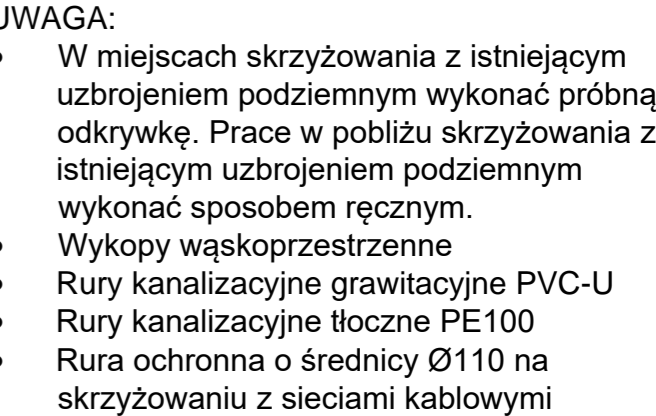 UWAGA:
• W miejscach skrzyżowania z istniejącym
uzbrojeniem podziemnym wykonać próbną
odkrywkę. Prace w pobliżu skrzyżowania z
istniejącym uzbrojeniem podziemnym
wykonać sposobem ręcznym.
• Wykopy wąskoprzestrzenne
• Rury kanalizacyjne grawitacyjne PVC-U
• Rury kanalizacyjne tłoczne PE100
• Rura ochronna o średnicy Ø110 na
skrzyżowaniu z sieciami kablowymi